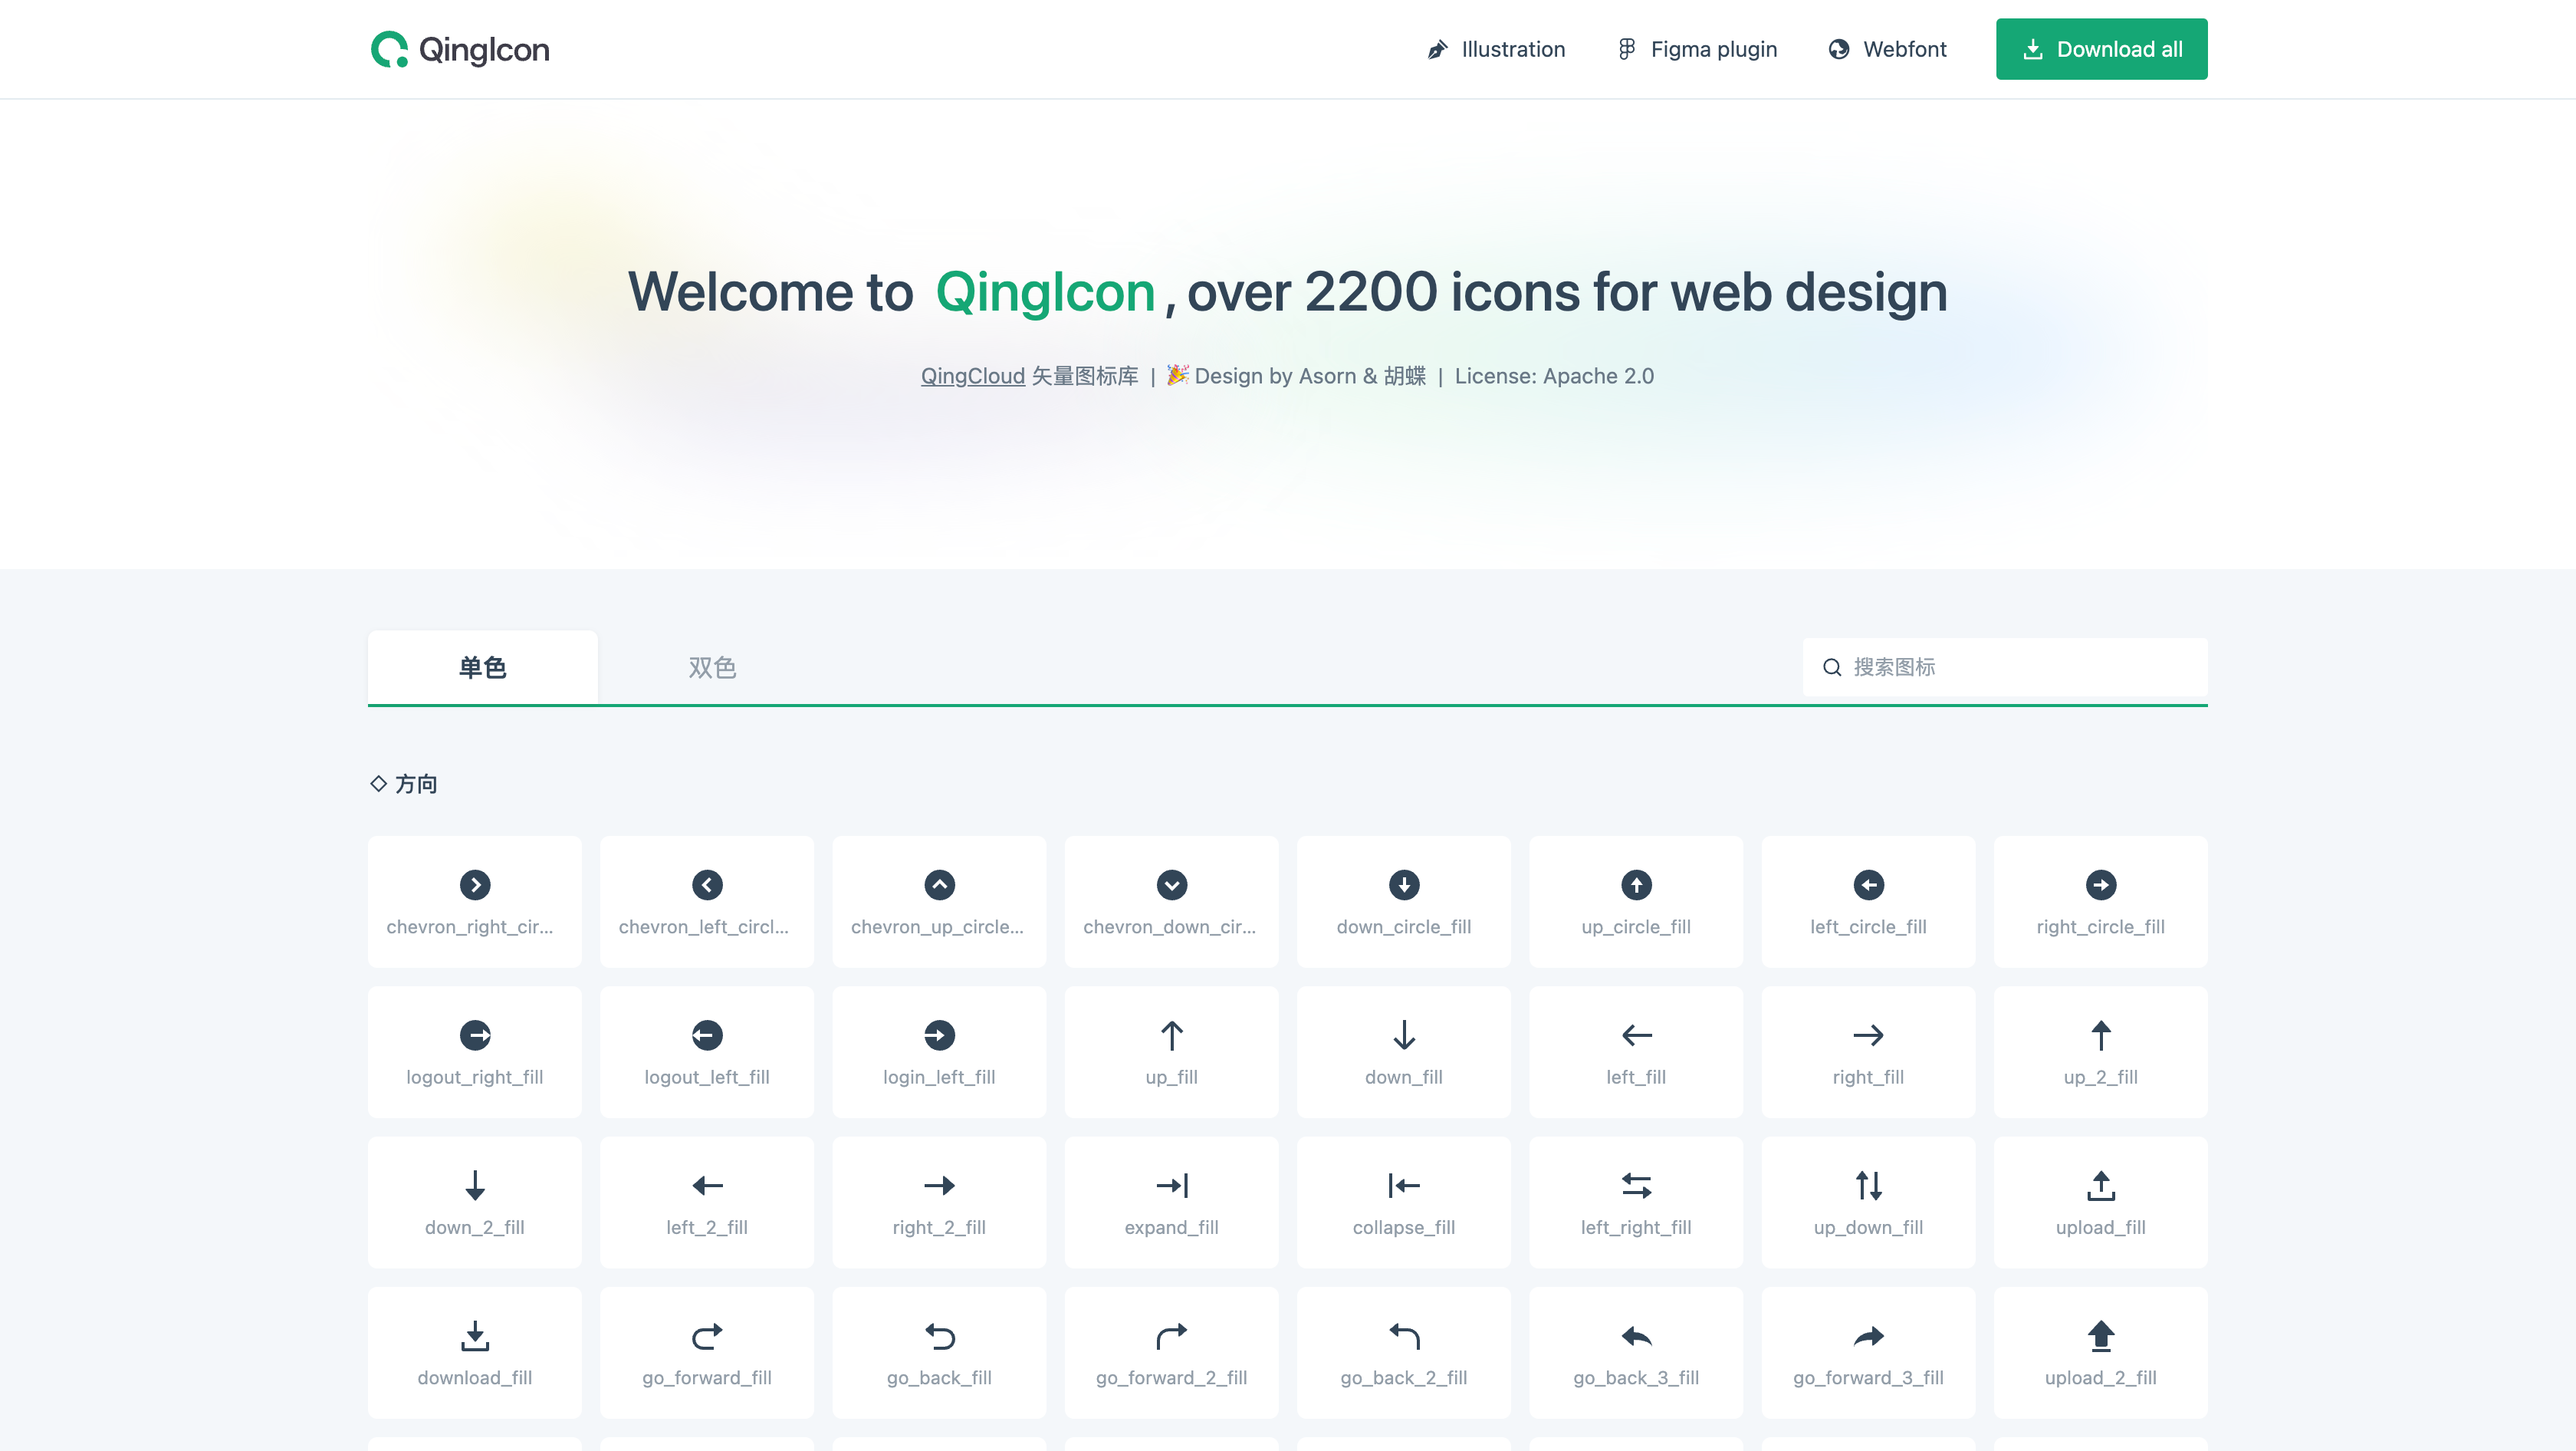 QingIcon
Illustration
Figma plugin
Webfont
Download all
Welcome to QingIcon , over 2200 icons for web design
QingCloud 矢量图标库 | 🎉 Design by Asorn & 胡蝶 | License: Apache 2.0
单色
双色
搜索图标
◇ 方向
chevron_right_cir...
chevron_left_circl...
chevron_up_circle...
chevron_down_cir...
down_circle_fill
up_circle_fill
left_circle_fill
right_circle_fill
logout_right_fill
logout_left_fill
login_left_fill
up_fill
down_fill
left_fill
right_fill
up_2_fill
down_2_fill
left_2_fill
right_2_fill
expand_fill
collapse_fill
left_right_fill
up_down_fill
upload_fill
download_fill
go_forward_fill
go_back_fill
go_forward_2_fill
go_back_2_fill
go_back_3_fill
go_forward_3_fill
upload_2_fill